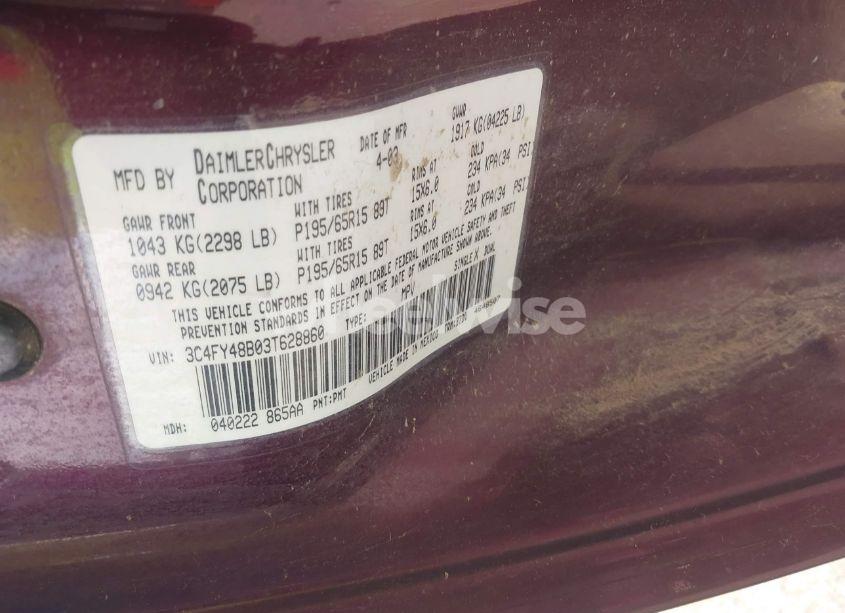 MFD BY DAIMLERCHRYSLER CORPORATION
DATE OF MFR 4-03
GVWR 1917 KG(04225 LB)
GAWR FRONT WITH TIRES RIMS AT COLD
1043 KG(2298 LB) P195/65R15 89T 15X6.0 234 KPA(34 PSI
GAWR REAR WITH TIRES RIMS AT COLD
0942 KG(2075 LB) P195/65R15 89T 15X6.0 234 KPA(34 PSI
THIS VEHICLE CONFORMS TO ALL APPLICABLE FEDERAL MOTOR VEHICLE SAFETY AND THEFT
PREVENTION STANDARDS IN EFFECT ON THE DATE OF MANUFACTURE SHOWN ABOVE.
VIN: 3C4FY48B03T628860 TYPE: MPV SINGLE X DUAL
MDH: 040222 865AA PNT:PMT VEHICLE MADE IN MEXICO